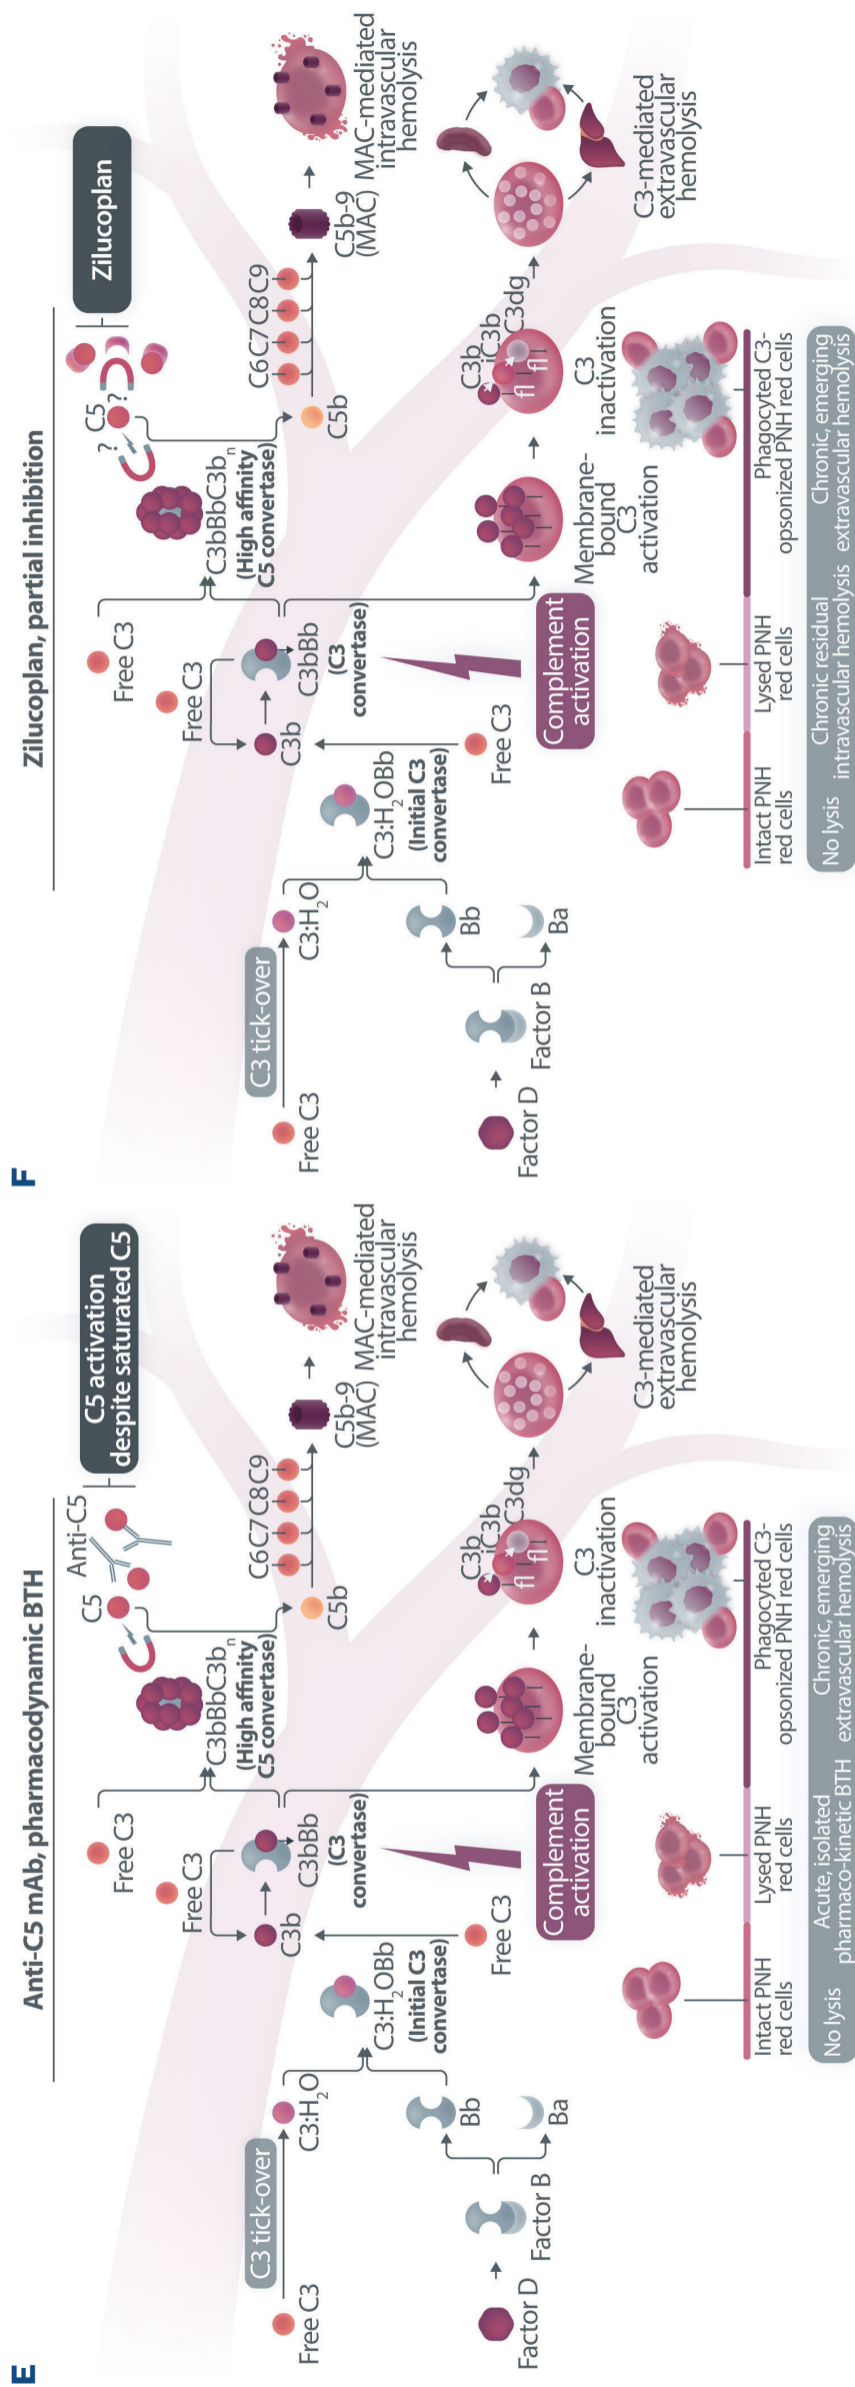 E
Anti-C5 mAb, pharmacodynamic BTH
C5 activation
despite saturated C5
Anti-C5
C5
Free C3
Free C3
C3 tick-over
Free C3
C3:H2O
C3b
C3bBb
(C3
convertase)
C3bBbC3bn
(High affinity
C5 convertase)
C5b
C6C7C8C9
C5b-9
(MAC)
MAC-mediated
intravascular
hemolysis
C3:H2OBb
(Initial C3
convertase)
Free C3
Factor D
Factor B
Bb
Ba
Complement
activation
Membrane-
bound
C3
activation
C3b
iC3b
C3dg
fl
fl
C3
inactivation
C3-mediated
extravascular
hemolysis
Intact PNH
red cells
Lysed PNH
red cells
Phagocyted C3-
opsonized PNH red cells
No lysis
Acute, isolated
pharmaco-kinetic BTH
Chronic, emerging
extravascular hemolysis
F
Zilucoplan, partial inhibition
Zilucoplan
C5
?
?
Free C3
Free C3
C3 tick-over
Free C3
C3:H2O
C3b
C3bBb
(C3
convertase)
C3bBbC3bn
(High affinity
C5 convertase)
C5b
C6C7C8C9
C5b-9
(MAC)
MAC-mediated
intravascular
hemolysis
C3:H2OBb
(Initial C3
convertase)
Free C3
Factor D
Factor B
Bb
Ba
Complement
activation
Membrane-
bound
C3
activation
C3b
iC3b
C3dg
fl
fl
C3
inactivation
C3-mediated
extravascular
hemolysis
Intact PNH
red cells
Lysed PNH
red cells
Phagocyted C3-
opsonized PNH red cells
No lysis
Chronic residual
intravascular hemolysis
Chronic, emerging
extravascular hemolysis